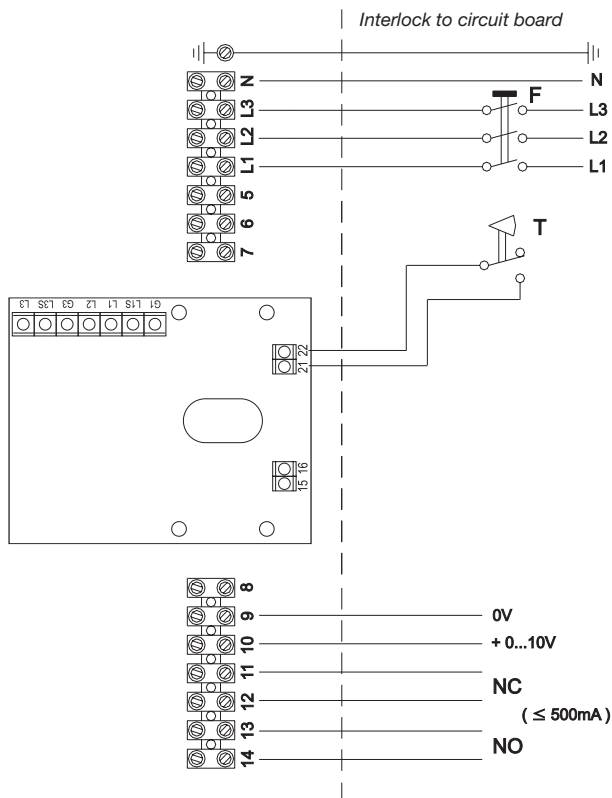 Interlock to circuit board
N
L3
L2
L1
5
6
7
F
N
L3
L2
L1
T
L3 L3S G3 L2 L1 L1S G1
22
21
16
15
8
9
10
11
12
13
14
0V
+ 0...10V
NC
( ≤ 500mA )
NO